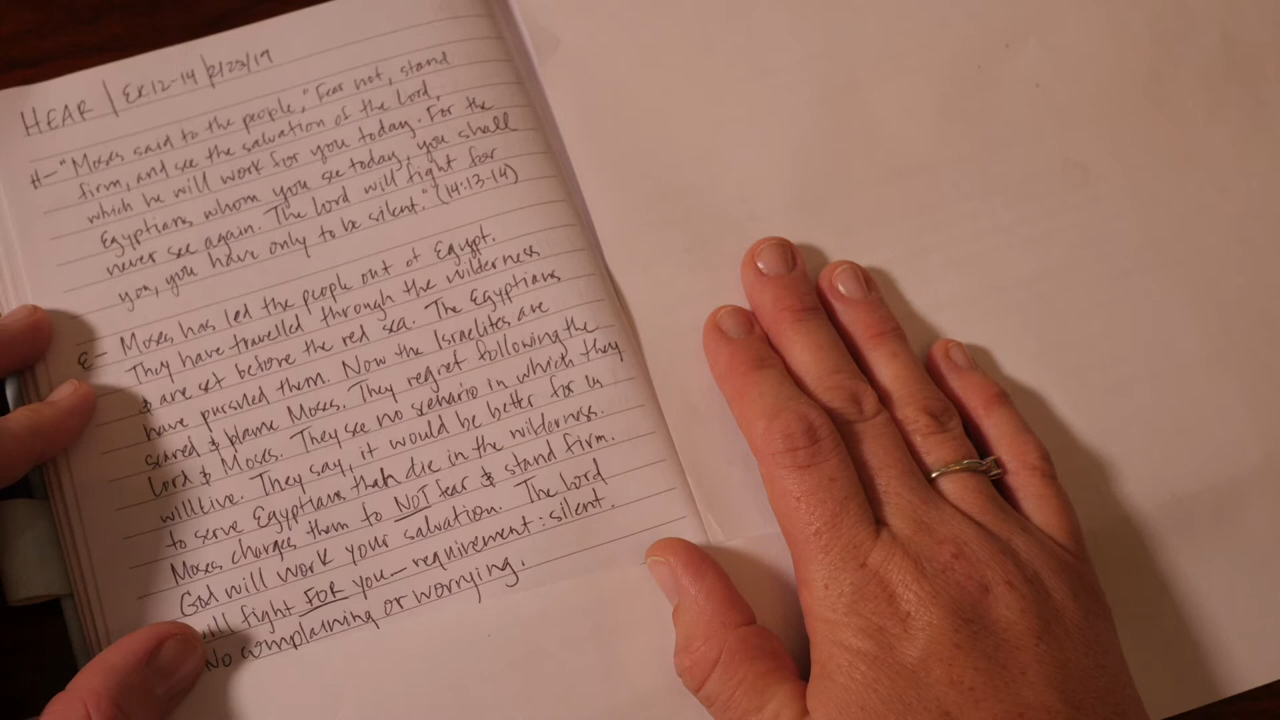 HEAR | EX 12-14 | 2/23/19
H- "Moses said to the people, "Fear not, stand
firm, and see the salvation of the Lord,
which he will work for you today. For the
Egyptians whom you see today, you shall
never see again. The Lord will fight for
you, you have only to be silent." (14:13-14)
E- Moses has led the people out of Egypt.
They have travelled through the wilderness
& are set before the red sea. The Egyptians
have pursued them. Now the Israelites are
scared & blame Moses. They regret following the
Lord & Moses. They see no scenario in which they
will live. They say, it would be better for us
to serve Egyptians than die in the wilderness.
Moses charges them to NOT fear & stand firm.
God will work your salvation. The Lord
will fight FOR you - requirement: silent.
No complaining or worrying.